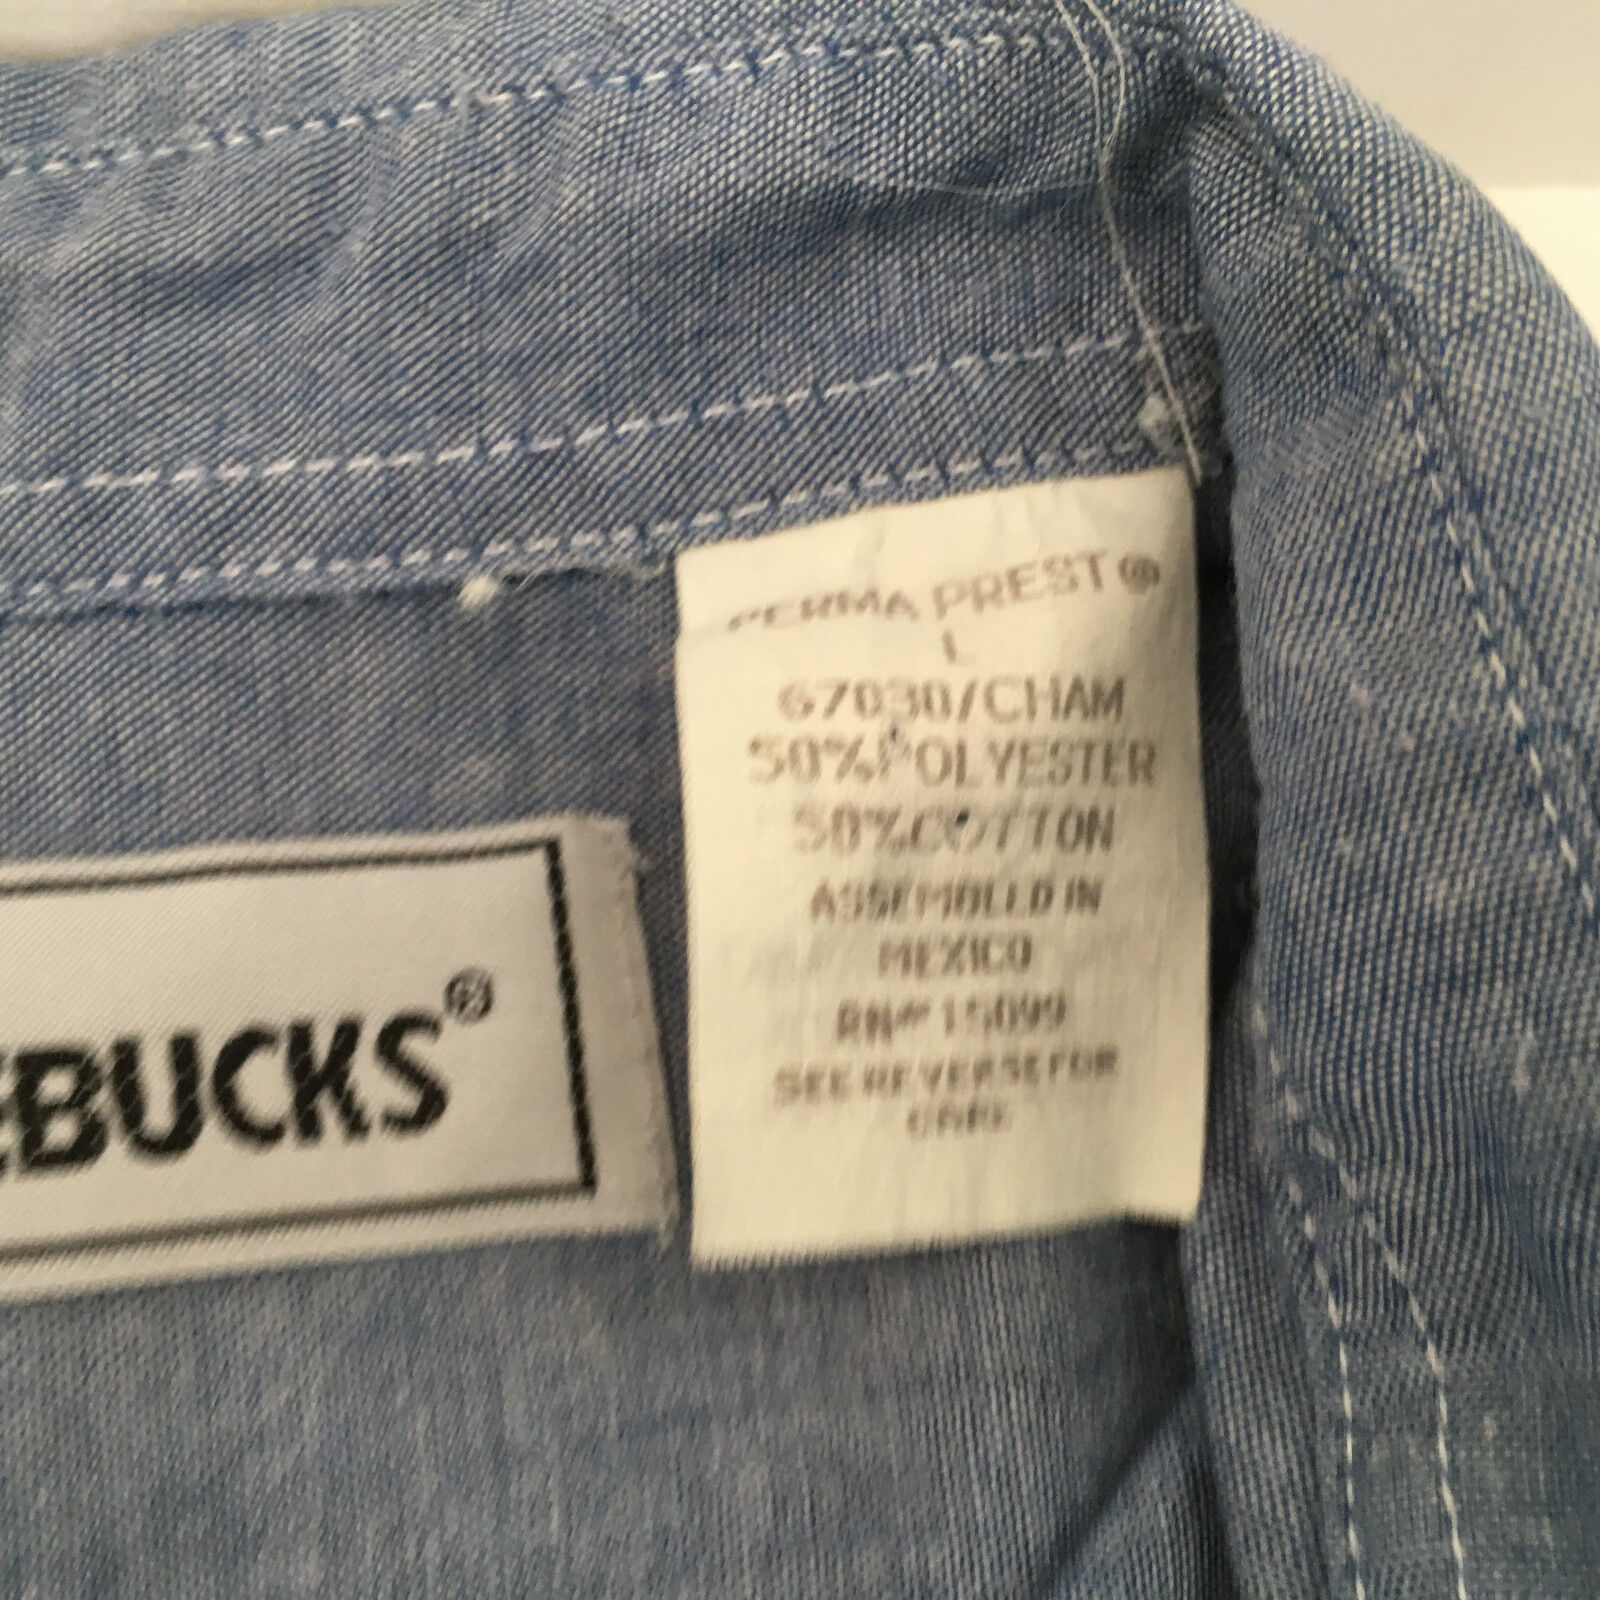 PERMA PREST®
L
67030/CHAM
50%POLYESTER
50%COTTON
ASSEMBLED IN
MEXICO
RN# 15099
SEE REVERSE FOR
CARE
EBUCKS®